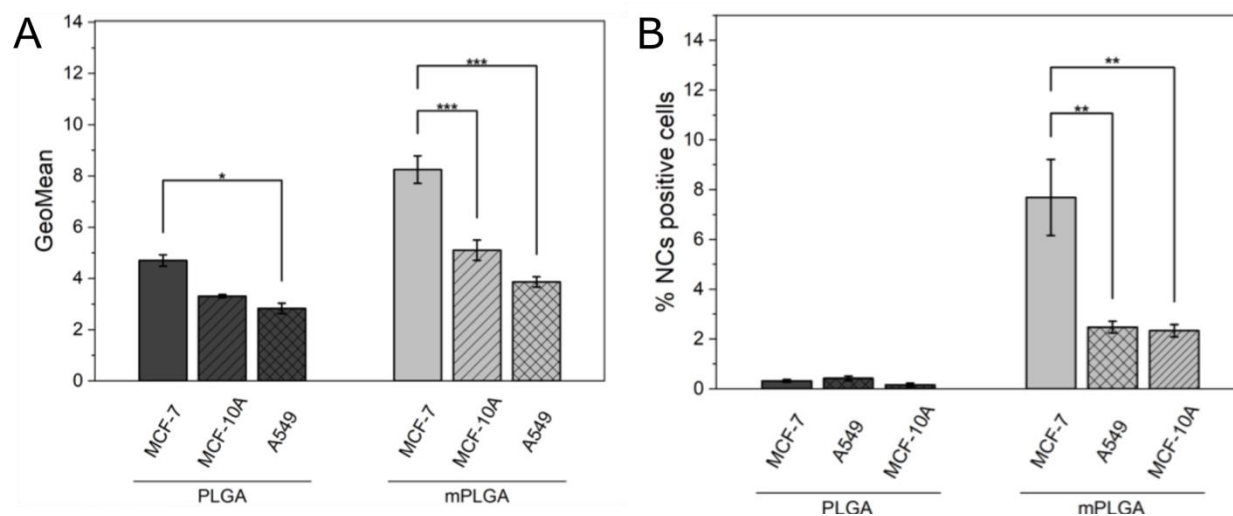 A
GeoMean
14
12
10
8
6
4
2
0
*
***
***
MCF-7
MCF-10A
A549
MCF-7
MCF-10A
A549
PLGA
mPLGA
B
% NCs positive cells
14
12
10
8
6
4
2
0
**
**
MCF-7
A549
MCF-10A
MCF-7
A549
MCF-10A
PLGA
mPLGA